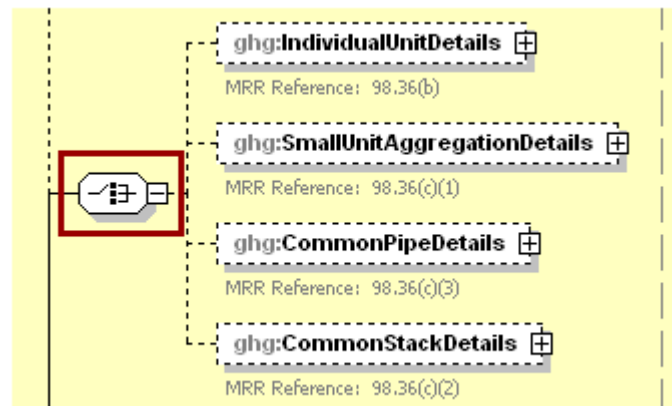 ghg:IndividualUnitDetails
MRR Reference: 98.36(b)
ghg:SmallUnitAggregationDetails
MRR Reference: 98.36(c)(1)
ghg:CommonPipeDetails
MRR Reference: 98.36(c)(3)
ghg:CommonStackDetails
MRR Reference: 98.36(c)(2)